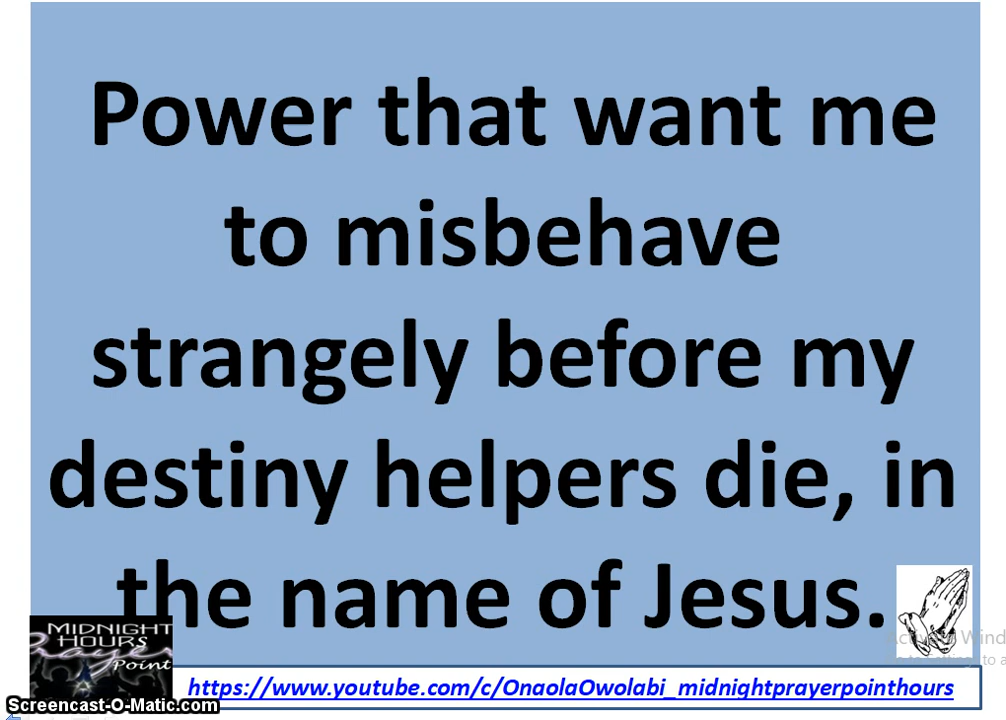 Power that want me
to misbehave
strangely before my
destiny helpers die, in
the name of Jesus.
MIDNIGHT
HOURS
Prayer
Point
https://www.youtube.com/c/OnaolaOwolabi_midnightprayerpointhours
Screencast-O-Matic.com